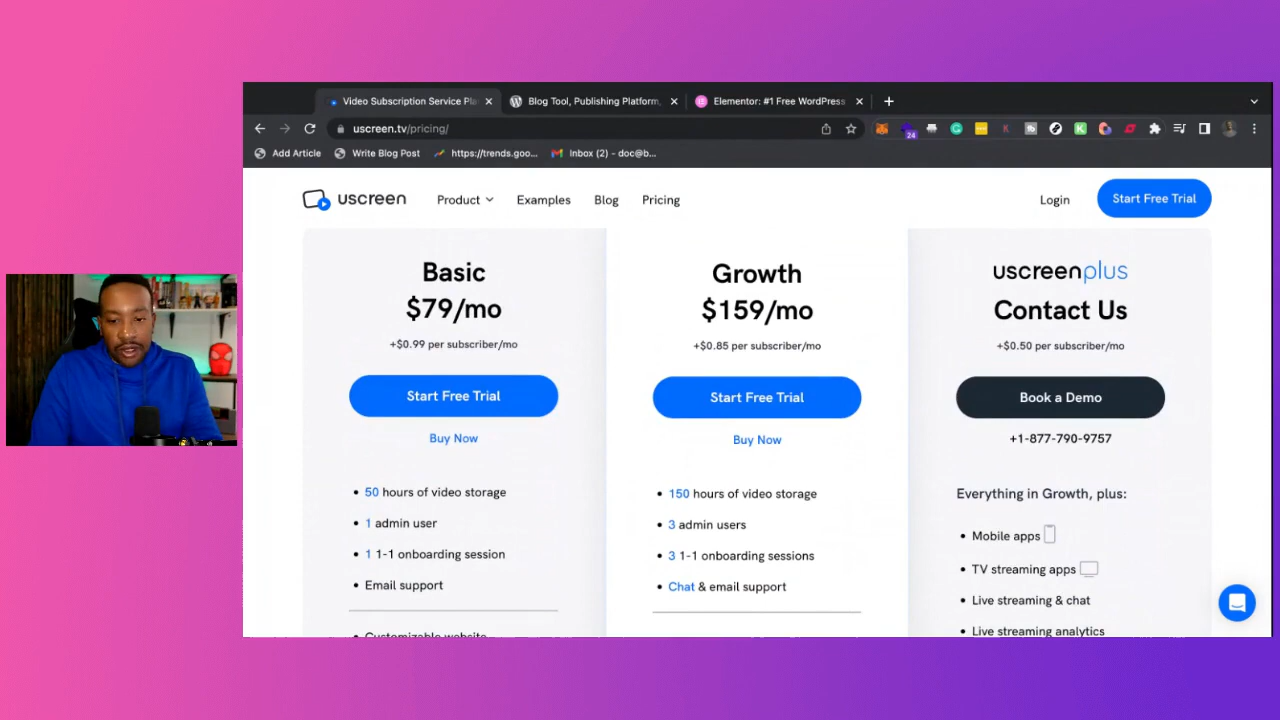 Video Subscription Service Pla
Blog Tool, Publishing Platform,
Elementor: #1 Free WordPress
uscreen.tv/pricing/
24
Add Article
Write Blog Post
https://trends.goo...
Inbox (2) – doc@b...
uscreen
Product
Examples
Blog
Pricing
Login
Start Free Trial
Basic
$79/mo
+$0.99 per subscriber/mo
Start Free Trial
Buy Now
• 50 hours of video storage
• 1 admin user
• 1 1-1 onboarding session
• Email support
Customizable website
Growth
$159/mo
+$0.85 per subscriber/mo
Start Free Trial
Buy Now
• 150 hours of video storage
• 3 admin users
• 3 1-1 onboarding sessions
• Chat & email support
uscreenplus
Contact Us
+$0.50 per subscriber/mo
Book a Demo
+1-877-790-9757
Everything in Growth, plus:
• Mobile apps
• TV streaming apps
• Live streaming & chat
• Live streaming analytics